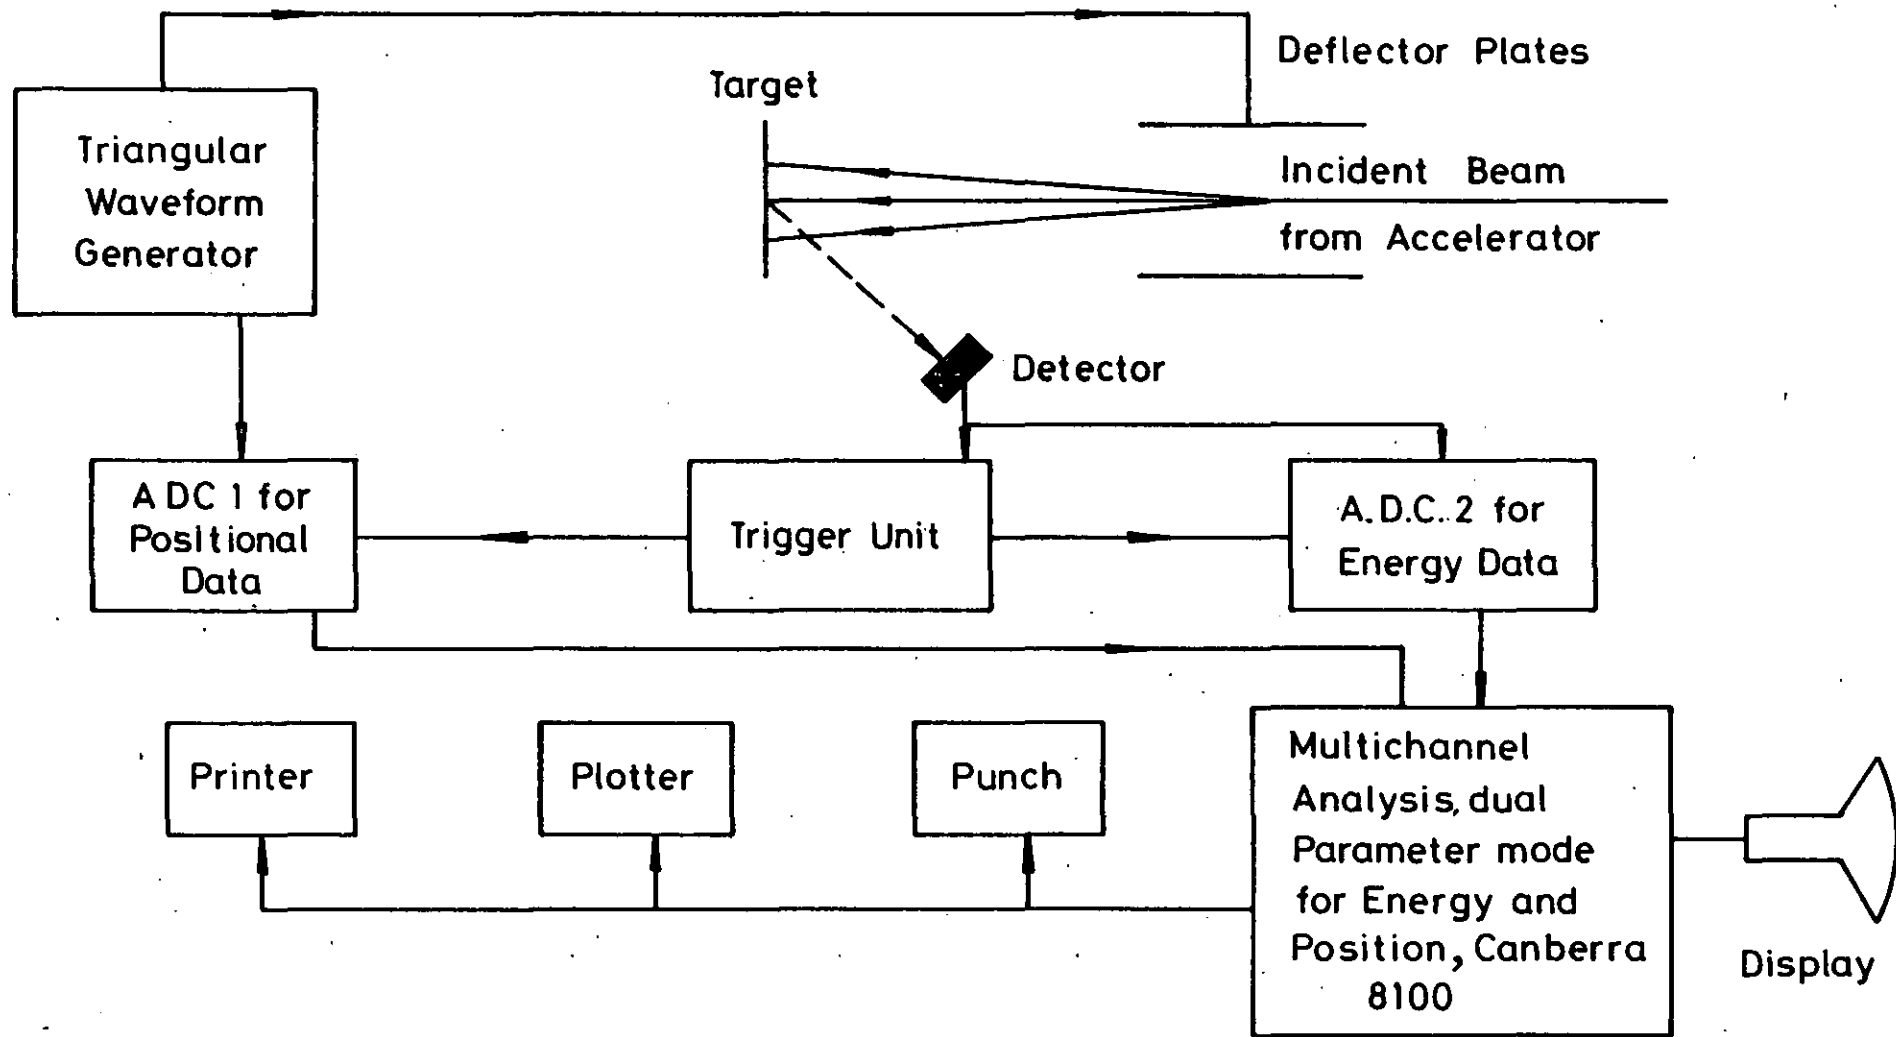 Deflector Plates
Target
Triangular
Waveform
Generator
Incident Beam
from Accelerator
Detector
ADC 1 for
Positional
Data
Trigger Unit
A.D.C. 2 for
Energy Data
Printer
Plotter
Punch
Multichannel
Analysis, dual
Parameter mode
for Energy and
Position, Canberra
8100
Display